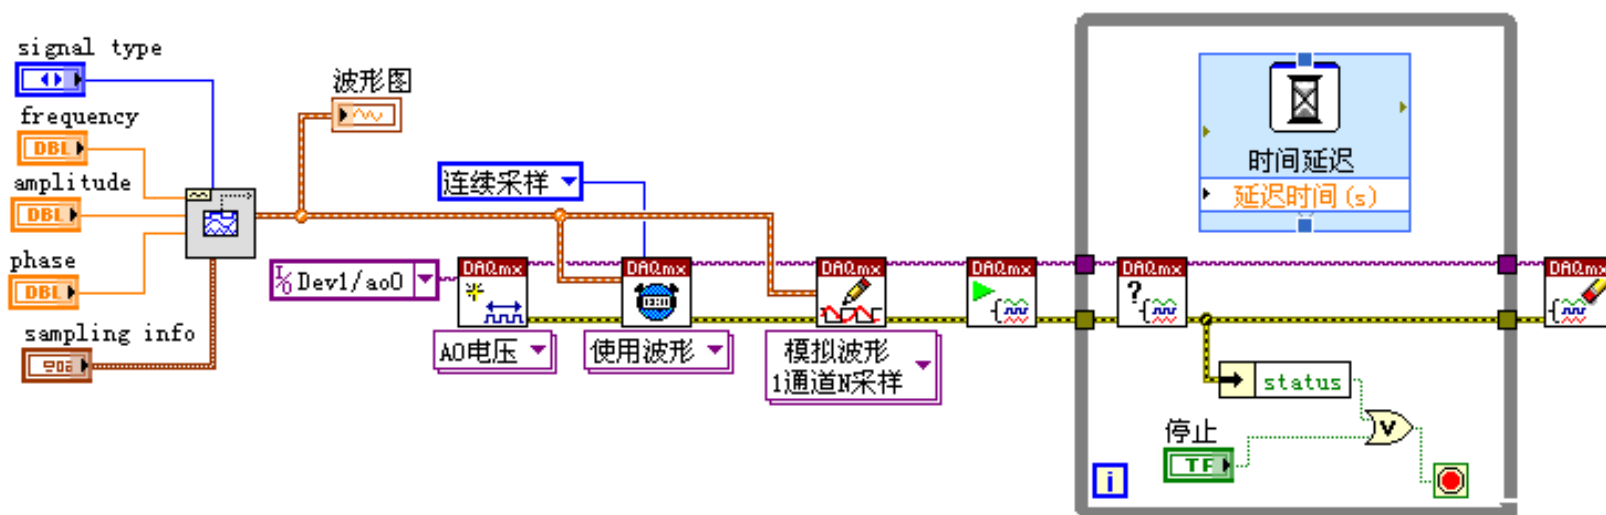 signal type
frequency
DBL
amplitude
DBL
phase
DBL
sampling info
波形图
连续采样
I/O Dev1/ao0
DAQmx
AO电压
DAQmx
使用波形
DAQmx
模拟波形
1通道N采样
DAQmx
DAQmx
?
时间延迟
延迟时间(s)
status
V
停止
TF
i
DAQmx